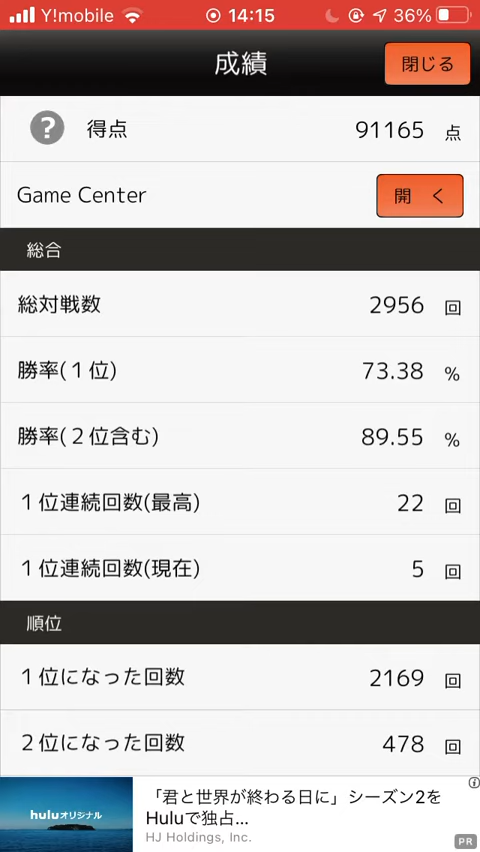 Y!mobile 14:15 36%
成績
閉じる
? 得点 91165 点
Game Center 開 く
総合
総対戦数 2956 回
勝率(１位) 73.38 %
勝率(２位含む) 89.55 %
１位連続回数(最高) 22 回
１位連続回数(現在) 5 回
順位
１位になった回数 2169 回
２位になった回数 478 回
hulu オリジナル
「君と世界が終わる日に」シーズン2を
Huluで独占...
HJ Holdings, Inc.
PR